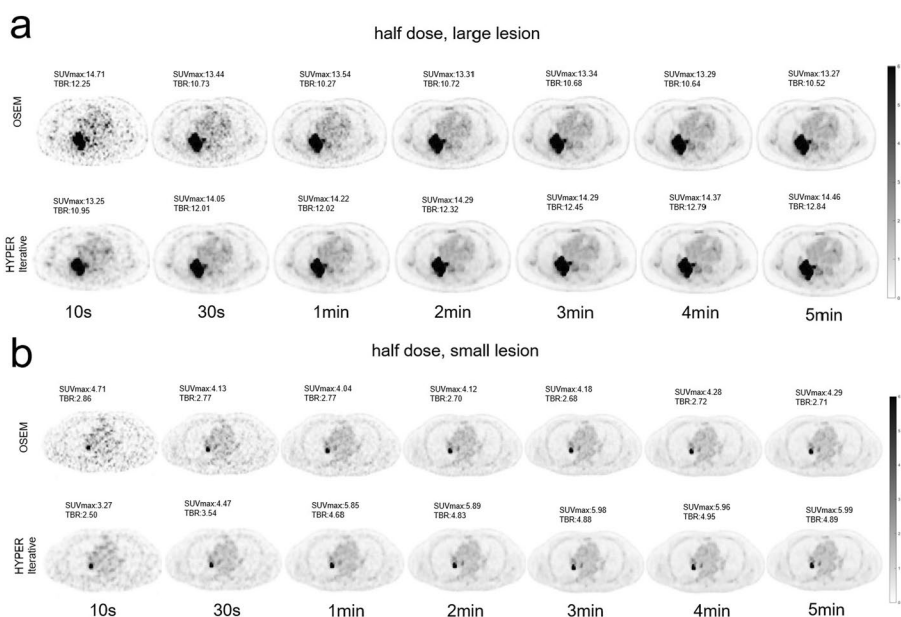 a
half dose, large lesion
SUVmax:14.71 SUVmax:13.44 SUVmax:13.54 SUVmax:13.31 SUVmax:13.34 SUVmax:13.29 SUVmax:13.27
TBR:12.25 TBR:10.73 TBR:10.27 TBR:10.72 TBR:10.68 TBR:10.64 TBR:10.52
OSEM
SUVmax:13.25 SUVmax:14.05 SUVmax:14.22 SUVmax:14.29 SUVmax:14.29 SUVmax:14.37 SUVmax:14.46
TBR:10.95 TBR:12.01 TBR:12.02 TBR:12.32 TBR:12.45 TBR:12.79 TBR:12.84
HYPER
Iterative
10s 30s 1min 2min 3min 4min 5min
b
half dose, small lesion
SUVmax:4.71 SUVmax:4.13 SUVmax:4.04 SUVmax:4.12 SUVmax:4.18 SUVmax:4.28 SUVmax:4.29
TBR:2.86 TBR:2.77 TBR:2.77 TBR:2.70 TBR:2.68 TBR:2.72 TBR:2.71
OSEM
SUVmax:3.27 SUVmax:4.47 SUVmax:5.85 SUVmax:5.89 SUVmax:5.98 SUVmax:5.96 SUVmax:5.99
TBR:2.50 TBR:3.54 TBR:4.68 TBR:4.83 TBR:4.88 TBR:4.95 TBR:4.89
HYPER
Iterative
10s 30s 1min 2min 3min 4min 5min